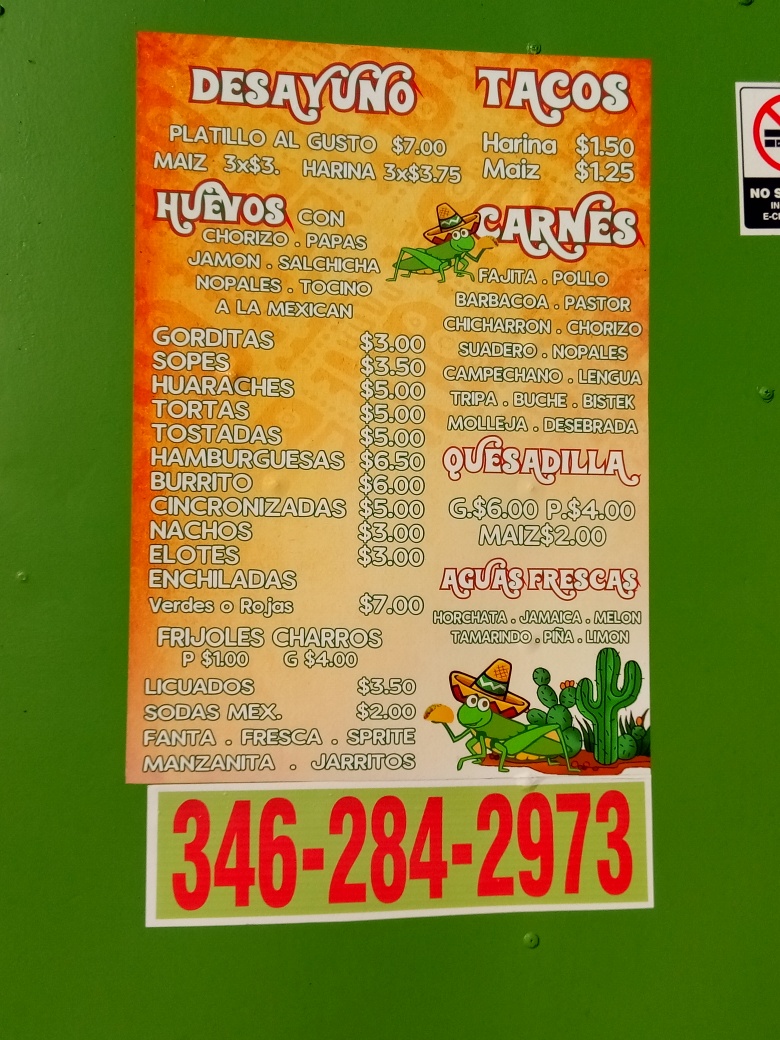 DESAYUNO
PLATILLO AL GUSTO $7.00
MAIZ 3x$3. HARINA 3x$3.75
HUEVOS CON
CHORIZO . PAPAS
JAMON . SALCHICHA
NOPALES . TOCINO
A LA MEXICAN
GORDITAS $3.00
SOPES $3.50
HUARACHES $5.00
TORTAS $5.00
TOSTADAS $5.00
HAMBURGUESAS $6.50
BURRITO $6.00
CINCRONIZADAS $5.00
NACHOS $3.00
ELOTES $3.00
ENCHILADAS
Verdes o Rojas $7.00
FRIJOLES CHARROS
P $1.00 G $4.00
LICUADOS $3.50
SODAS MEX. $2.00
FANTA . FRESCA . SPRITE
MANZANITA . JARRITOS
TACOS
Harina $1.50
Maiz $1.25
CARNES
FAJITA . POLLO
BARBACOA . PASTOR
CHICHARRON . CHORIZO
SUADERO . NOPALES
CAMPECHANO . LENGUA
TRIPA . BUCHE . BISTEK
MOLLEJA . DESEBRADA
QUESADILLA
G.$6.00 P.$4.00
MAIZ$2.00
AGUAS FRESCAS
HORCHATA . JAMAICA . MELON
TAMARINDO . PIÑA . LIMON
346-284-2973
NO